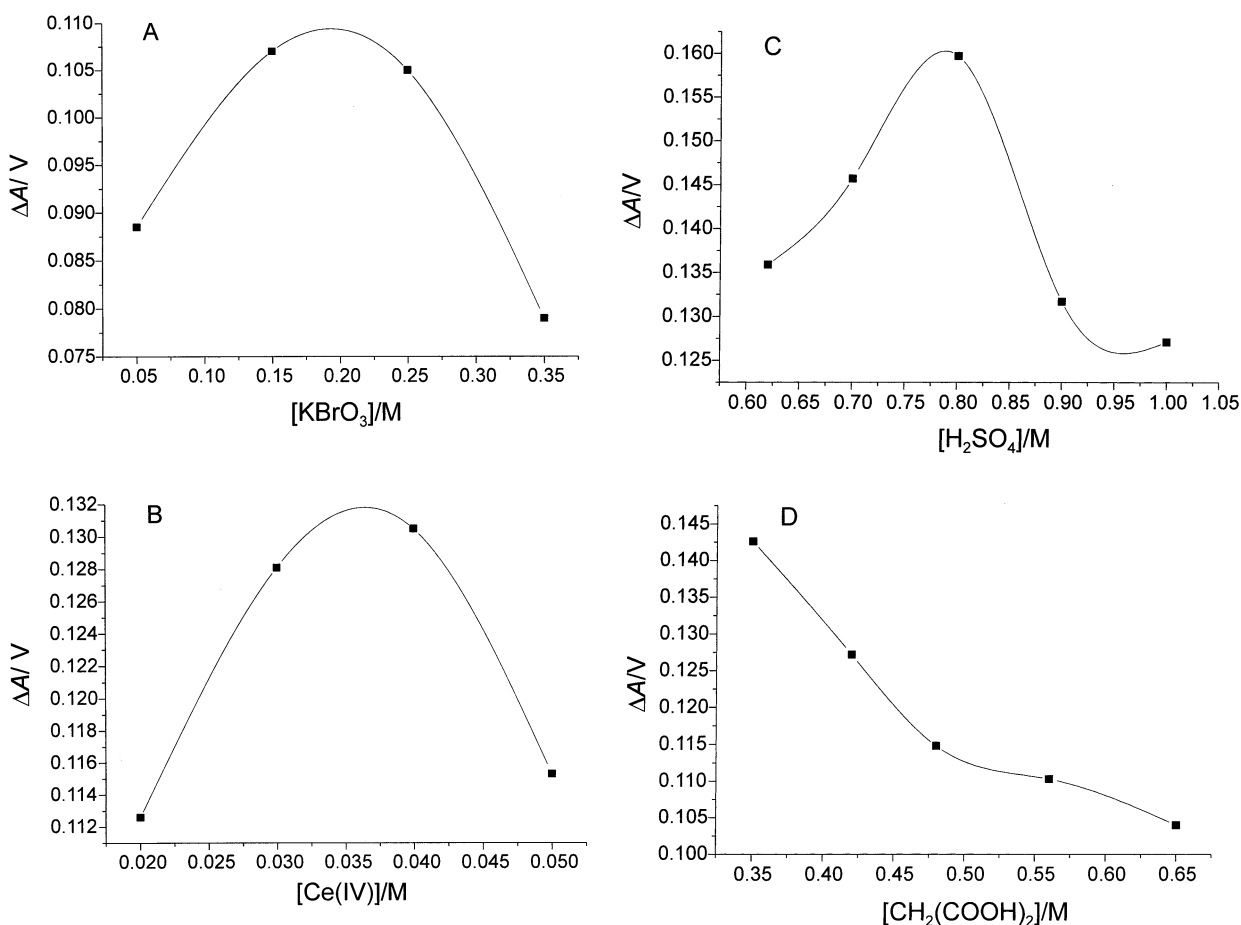 A
0.110
0.105
0.100
0.095
0.090
0.085
0.080
0.075
ΔA/ V
0.05 0.10 0.15 0.20 0.25 0.30 0.35
[KBrO₃]/M
C
0.160
0.155
0.150
0.145
0.140
0.135
0.130
0.125
ΔA/V
0.60 0.65 0.70 0.75 0.80 0.85 0.90 0.95 1.00 1.05
[H₂SO₄]/M
B
0.132
0.130
0.128
0.126
0.124
0.122
0.120
0.118
0.116
0.114
0.112
ΔA/ V
0.020 0.025 0.030 0.035 0.040 0.045 0.050
[Ce(IV)]/M
D
0.145
0.140
0.135
0.130
0.125
0.120
0.115
0.110
0.105
0.100
ΔA/V
0.35 0.40 0.45 0.50 0.55 0.60 0.65
[CH₂(COOH)₂]/M